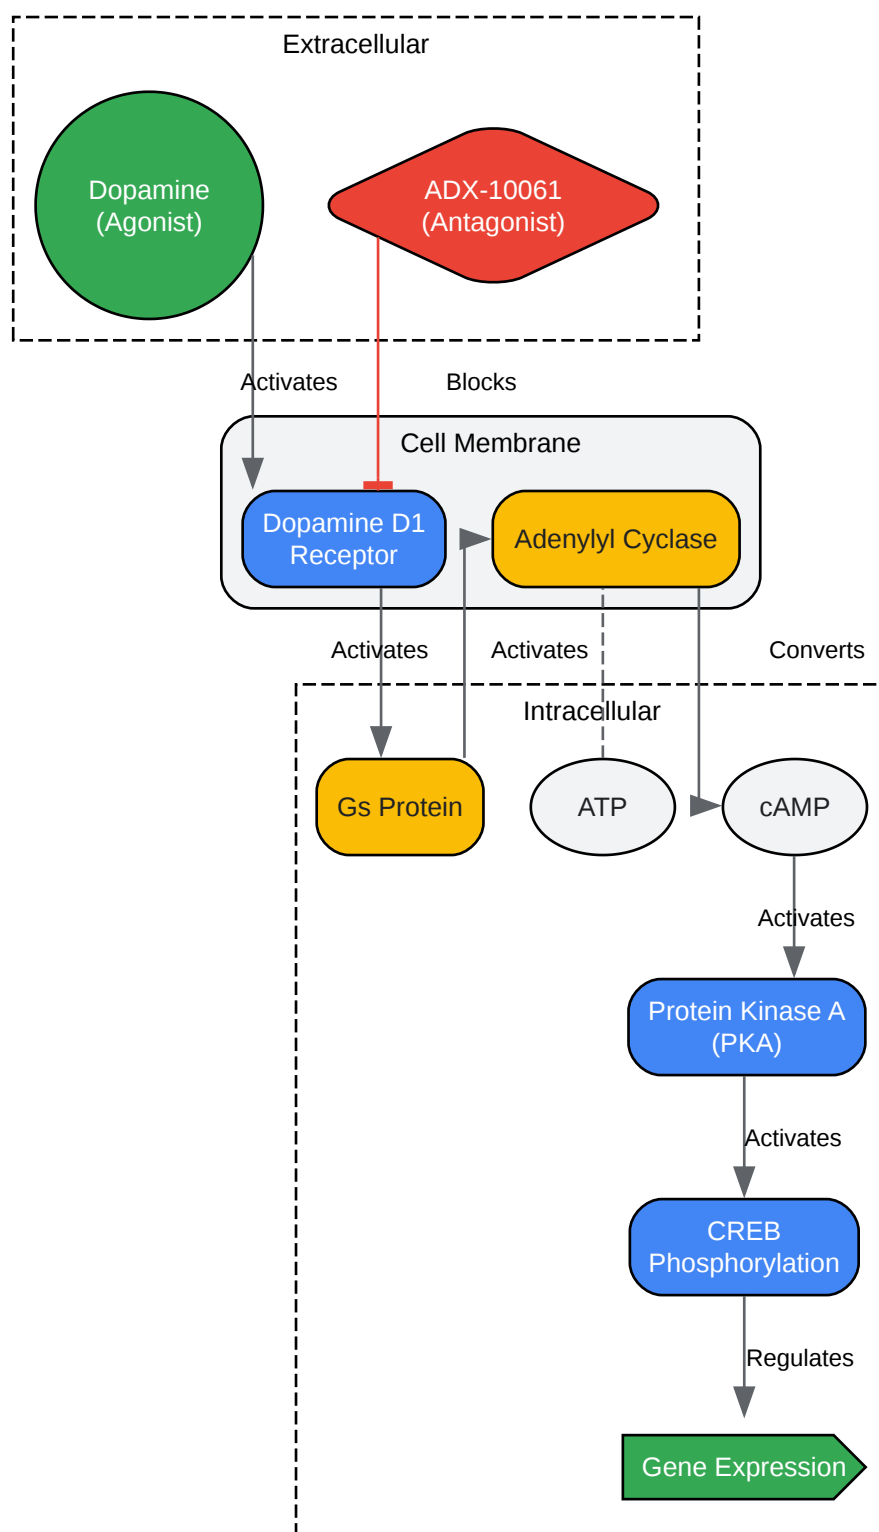 Extracellular
Dopamine
(Agonist)
ADX-10061
(Antagonist)
Activates
Blocks
Cell Membrane
Dopamine D1
Receptor
Adenylyl Cyclase
Activates
Activates
Converts
Intracellular
Gs Protein
ATP
cAMP
Activates
Protein Kinase A
(PKA)
Activates
CREB
Phosphorylation
Regulates
Gene Expression